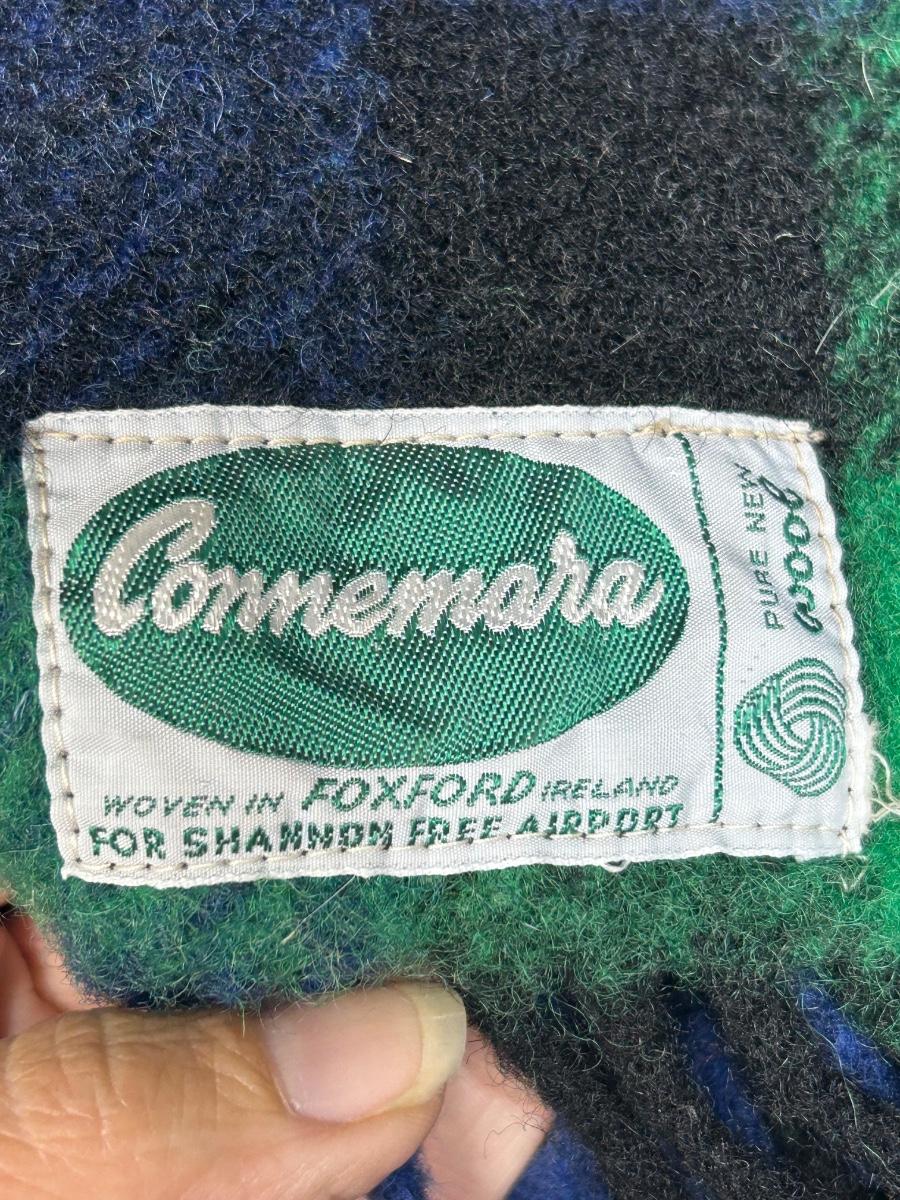 Connemara
WOVEN IN FOXFORD IRELAND
FOR SHANNON FREE AIRPORT
PURE NEW
wool